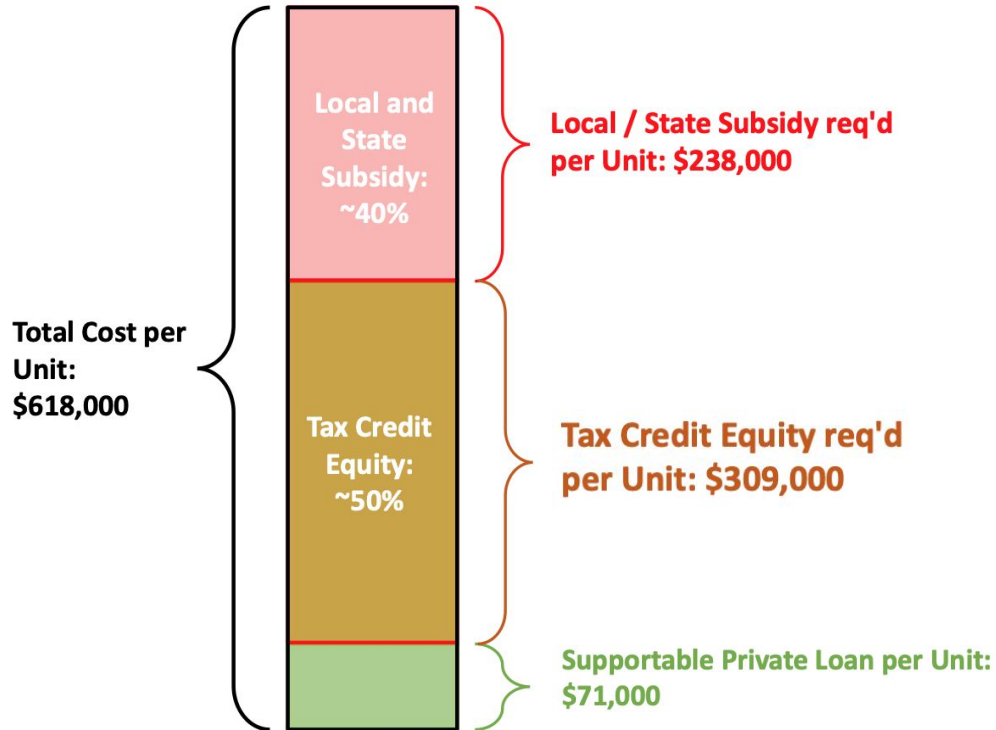 Total Cost per
Unit:
$618,000
Local and
State
Subsidy:
~40%
Tax Credit
Equity:
~50%
Local / State Subsidy req'd
per Unit: $238,000
Tax Credit Equity req'd
per Unit: $309,000
Supportable Private Loan per Unit:
$71,000